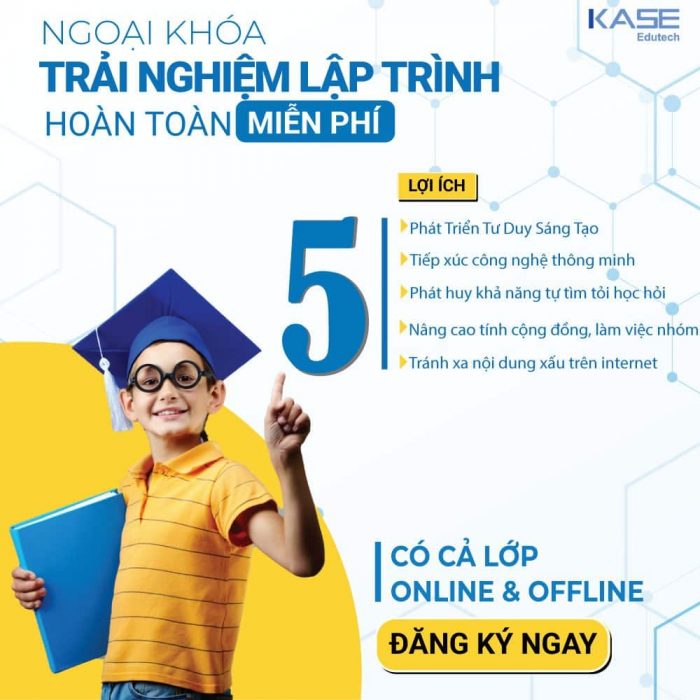 KASE
Edutech
NGOẠI KHÓA
TRẢI NGHIỆM LẬP TRÌNH
HOÀN TOÀN MIỄN PHÍ
5
LỢI ÍCH
Phát Triển Tư Duy Sáng Tạo
Tiếp xúc công nghệ thông minh
Phát huy khả năng tự tìm tỏi học hỏi
Nâng cao tính cộng đồng, làm việc nhóm
Tránh xa nội dung xấu trên internet
CÓ CẢ LỚP
ONLINE & OFFLINE
ĐĂNG KÝ NGAY